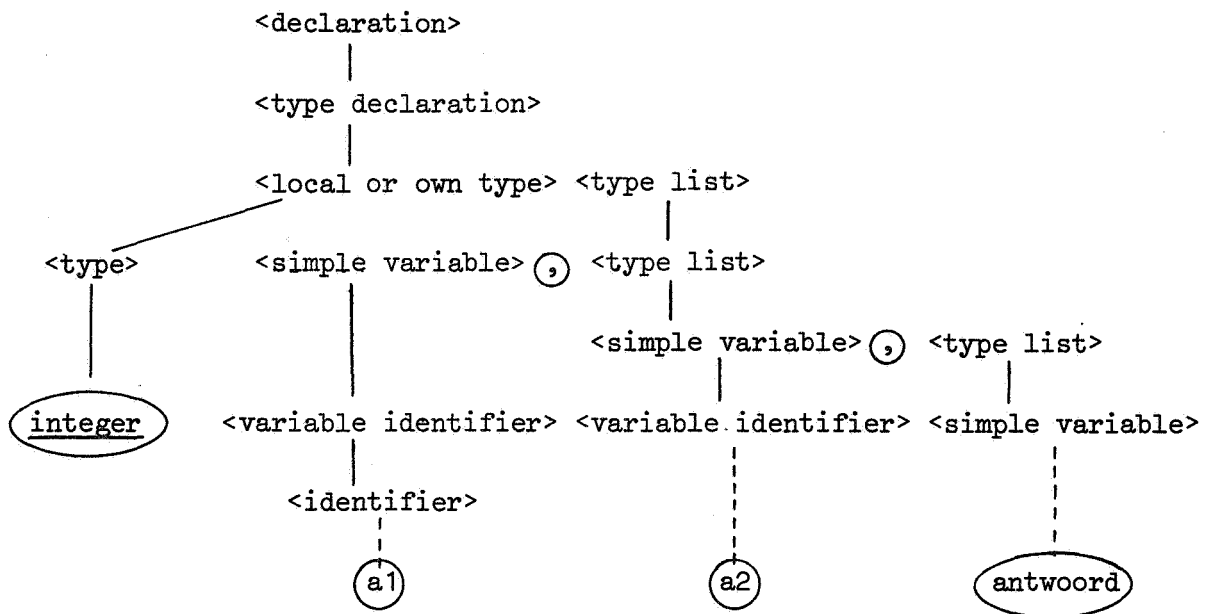 <declaration>
<type declaration>
<local or own type> <type list>
<type> <simple variable> , <type list>
<simple variable> , <type list>
integer <variable identifier> <variable identifier> <simple variable>
<identifier>
a1 a2 antwoord